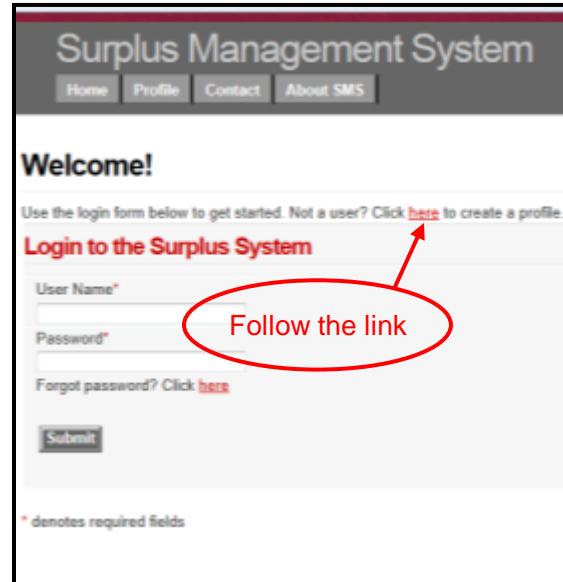 Surplus Management System
Home Profile Contact About SMS
Welcome!
Use the login form below to get started. Not a user? Click here to create a profile.
Login to the Surplus System
User Name*
Follow the link
Password*
Forgot password? Click here
Submit
* denotes required fields